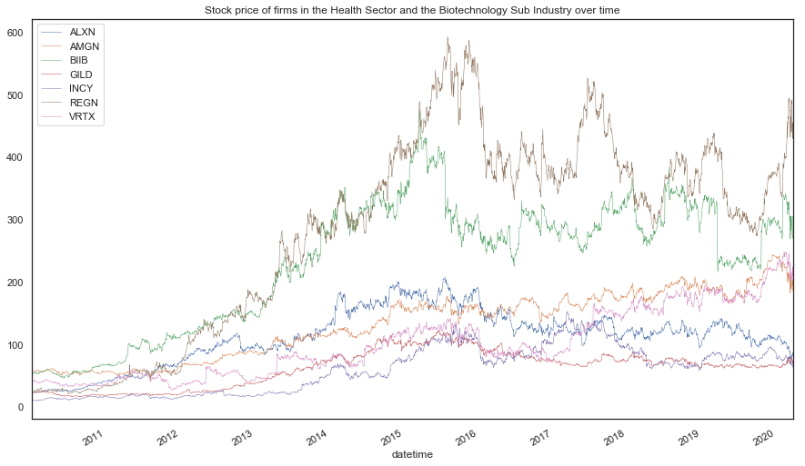 Stock price of firms in the Health Sector and the Biotechnology Sub Industry over time
600
500
400
300
200
100
0
ALXN
AMGN
BIIB
GILD
INCY
REGN
VRTX
2011
2012
2013
2014
2015
2016
2017
2018
2019
2020
datetime